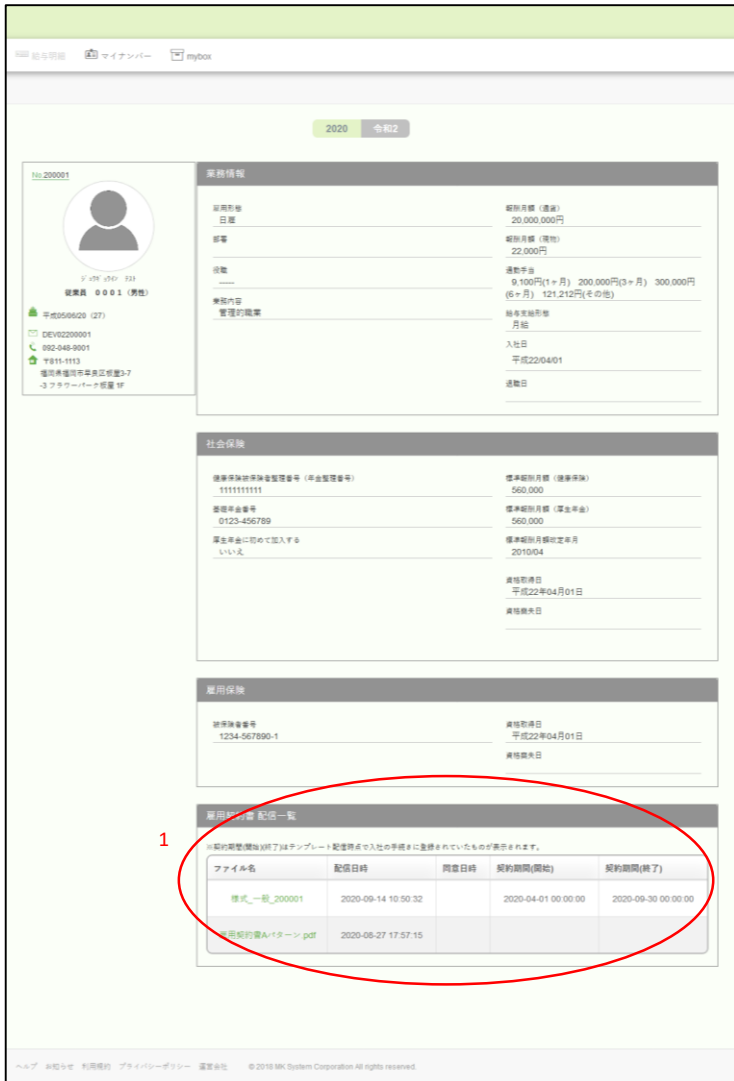 給与明細 マイナンバー mybox
2020 令和2
No.200001
従業員 0001 (男性)
平成05/06/20 (27)
DEV02200001
092-048-9001
〒811-1113
福岡県福岡市早良区板屋3-7
-3 フラワーパーク板屋 1F
業務情報
雇用形態
日雇
部署
役職
-----
業務内容
管理的職業
報酬月額 (通貨)
20,000,000円
報酬月額 (現物)
22,000円
通勤手当
9,100円(1ヶ月) 200,000円(3ヶ月) 300,000円
(6ヶ月) 121,212円(その他)
給与支給形態
月給
入社日
平成22/04/01
退職日
社会保険
健康保険被保険者整理番号 (年金整理番号)
1111111111
基礎年金番号
0123-456789
厚生年金に初めて加入する
いいえ
標準報酬月額 (健康保険)
560,000
標準報酬月額 (厚生年金)
560,000
標準報酬月額改定年月
2010/04
資格取得日
平成22年04月01日
資格喪失日
雇用保険
被保険者番号
1234-567890-1
資格取得日
平成22年04月01日
資格喪失日
1
雇用契約書 配信一覧
※契約期間(開始)(終了)はテンプレート配信時点で入社の手続きに登録されていたものが表示されます。
ファイル名 配信日時 同意日時 契約期間(開始) 契約期間(終了)
様式_一般_200001 2020-09-14 10:50:32 2020-04-01 00:00:00 2020-09-30 00:00:00
雇用契約書Aパターン.pdf 2020-08-27 17:57:15
ヘルプ お知らせ 利用規約 プライバシーポリシー 運営会社 © 2016 MK System Corporation All rights reserved.